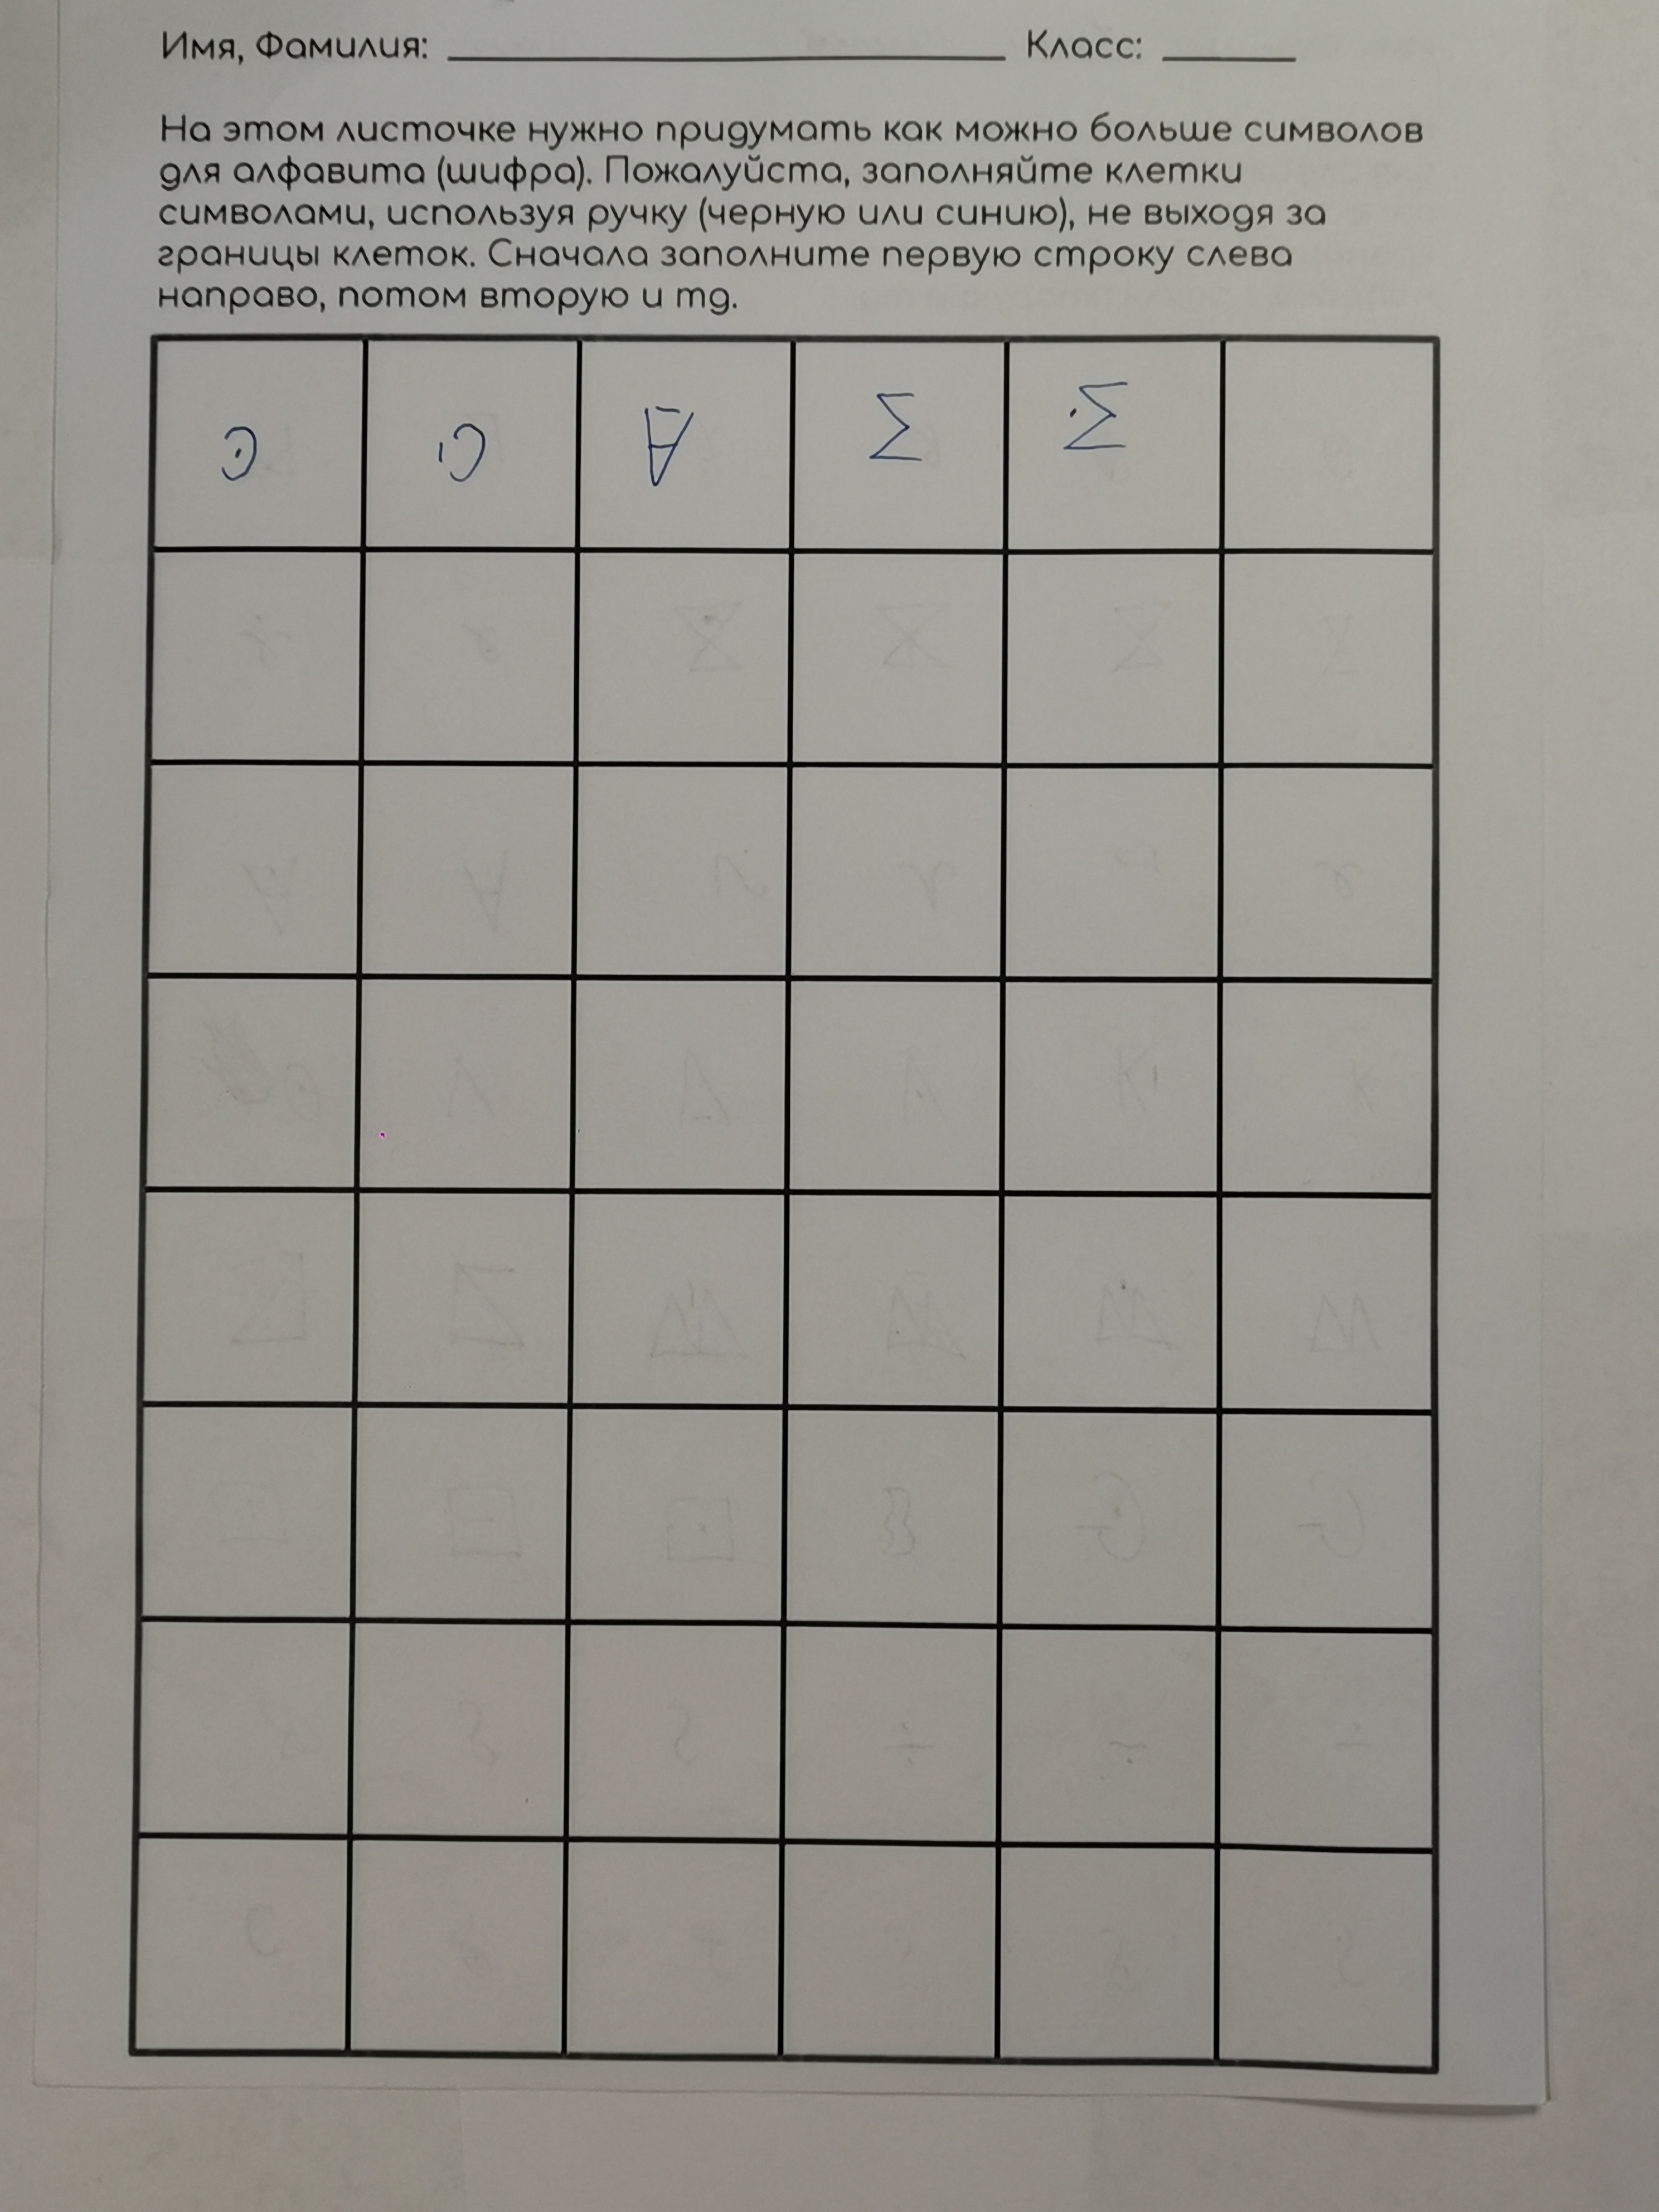 Имя, Фамилия: ____________________ Класс: _____
На этом листочке нужно придумать как можно больше символов
для алфавита (шифра). Пожалуйста, заполняйте клетки
символами, используя ручку (черную или синию), не выходя за
границы клеток. Сначала заполните первую строку слева
направо, потом вторую и тд.